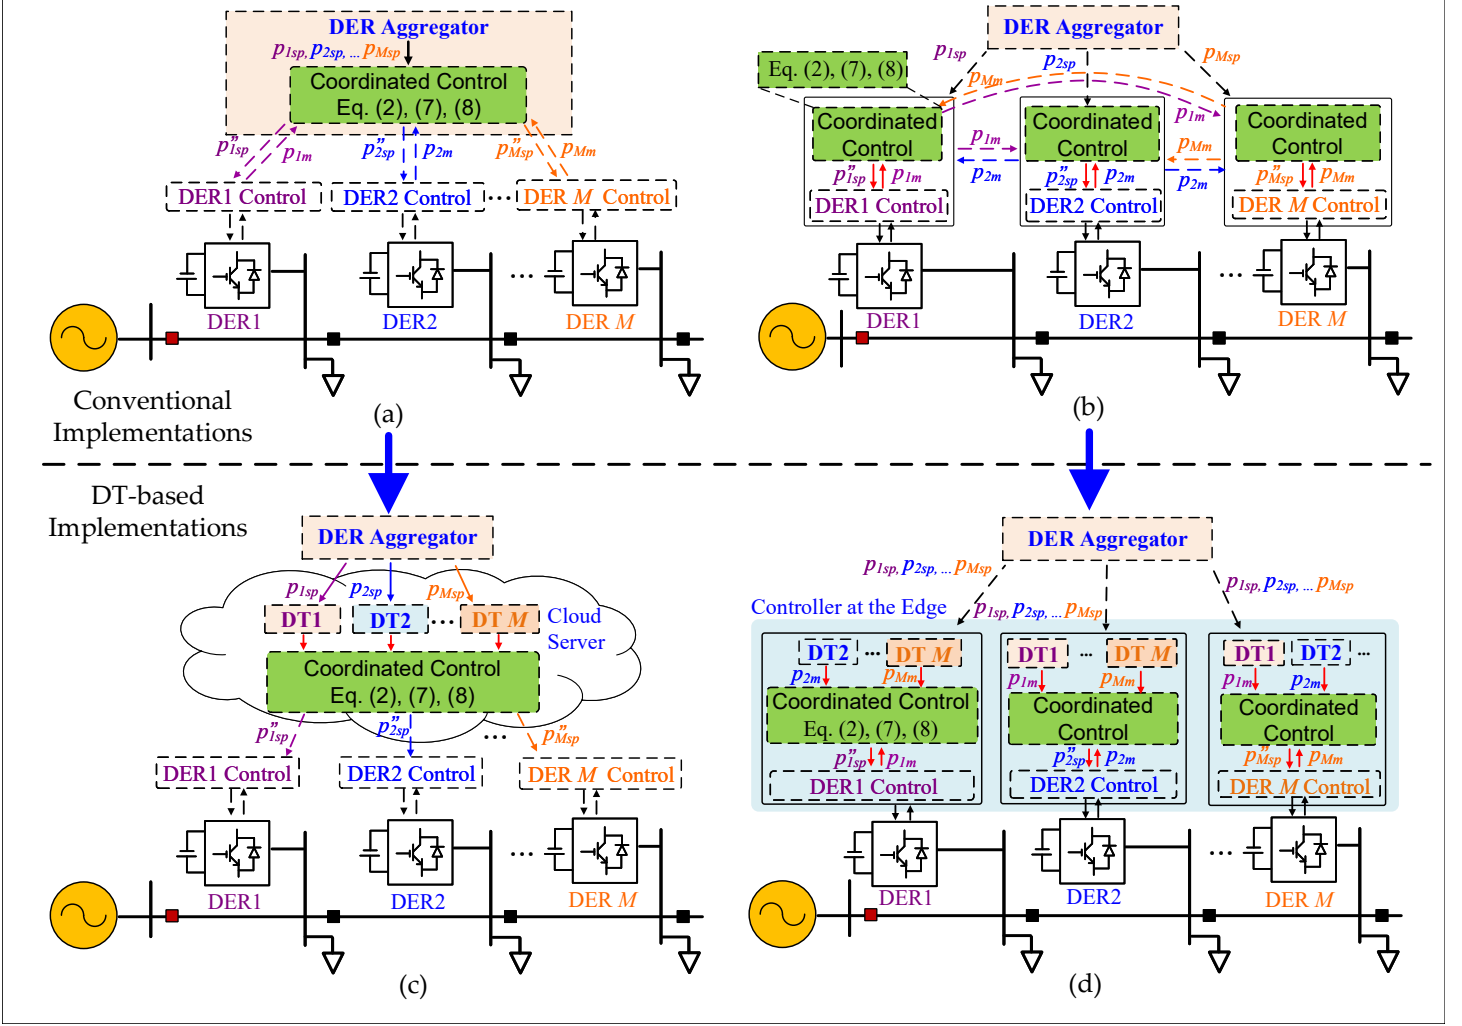 DER Aggregator
p1sp, p2sp, ... pMsp
Coordinated Control
Eq. (2), (7), (8)
p″1sp
p1m
p″2sp
p2m
p″Msp
pMm
DER1 Control
DER2 Control
...
DER M Control
...
DER1
DER2
DER M
(a)
DER Aggregator
p1sp
p2sp
pMsp
Eq. (2), (7), (8)
pMm
p1m
Coordinated
Control
Coordinated
Control
Coordinated
Control
p1m
p2m
pMm
p2m
p″1sp
p1m
p″2sp
p2m
p″Msp
pMm
DER1 Control
DER2 Control
DER M Control
...
DER1
DER2
DER M
(b)
Conventional
Implementations
DT-based
Implementations
DER Aggregator
p1sp
p2sp
pMsp
DT1
DT2
...
DT M
Cloud
Server
Coordinated Control
Eq. (2), (7), (8)
p″1sp
p″2sp
...
p″Msp
DER1 Control
DER2 Control
DER M Control
...
DER1
DER2
DER M
(c)
DER Aggregator
p1sp, p2sp, ... pMsp
p1sp, p2sp, ... pMsp
p1sp, p2sp, ... pMsp
Controller at the Edge
DT2
...
DT M
p2m
pMm
Coordinated Control
Eq. (2), (7), (8)
p″1sp
p1m
DER1 Control
DT1
...
DT M
p1m
pMm
Coordinated
Control
p″2sp
p2m
DER2 Control
DT1
DT2
...
p1m
p2m
Coordinated
Control
p″Msp
pMm
DER M Control
...
DER1
DER2
DER M
(d)